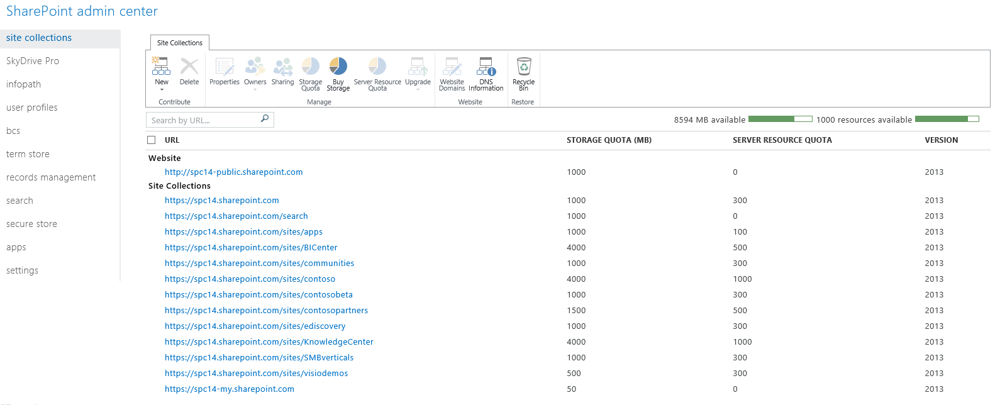 SharePoint admin center
site collections
SkyDrive Pro
infopath
user profiles
bcs
term store
records management
search
secure store
apps
settings
Site Collections
New
Delete
Properties
Owners
Sharing
Storage Quota
Buy Storage
Server Resource Quota
Upgrade
Website Domains
DNS Information
Recycle Bin
Contribute
Manage
Website
Restore
Search by URL...
8594 MB available 1000 resources available
URL STORAGE QUOTA (MB) SERVER RESOURCE QUOTA VERSION
Website
http://spc14-public.sharepoint.com 1000 0 2013
Site Collections
https://spc14.sharepoint.com 1000 300 2013
https://spc14.sharepoint.com/search 1000 0 2013
https://spc14.sharepoint.com/sites/apps 1000 100 2013
https://spc14.sharepoint.com/sites/BICenter 4000 500 2013
https://spc14.sharepoint.com/sites/communities 1000 300 2013
https://spc14.sharepoint.com/sites/contoso 4000 1000 2013
https://spc14.sharepoint.com/sites/contosobeta 1000 300 2013
https://spc14.sharepoint.com/sites/contosopartners 1500 500 2013
https://spc14.sharepoint.com/sites/ediscovery 1000 300 2013
https://spc14.sharepoint.com/sites/KnowledgeCenter 4000 1000 2013
https://spc14.sharepoint.com/sites/SMBverticals 1000 300 2013
https://spc14.sharepoint.com/sites/visiodemos 500 300 2013
https://spc14-my.sharepoint.com 50 0 2013